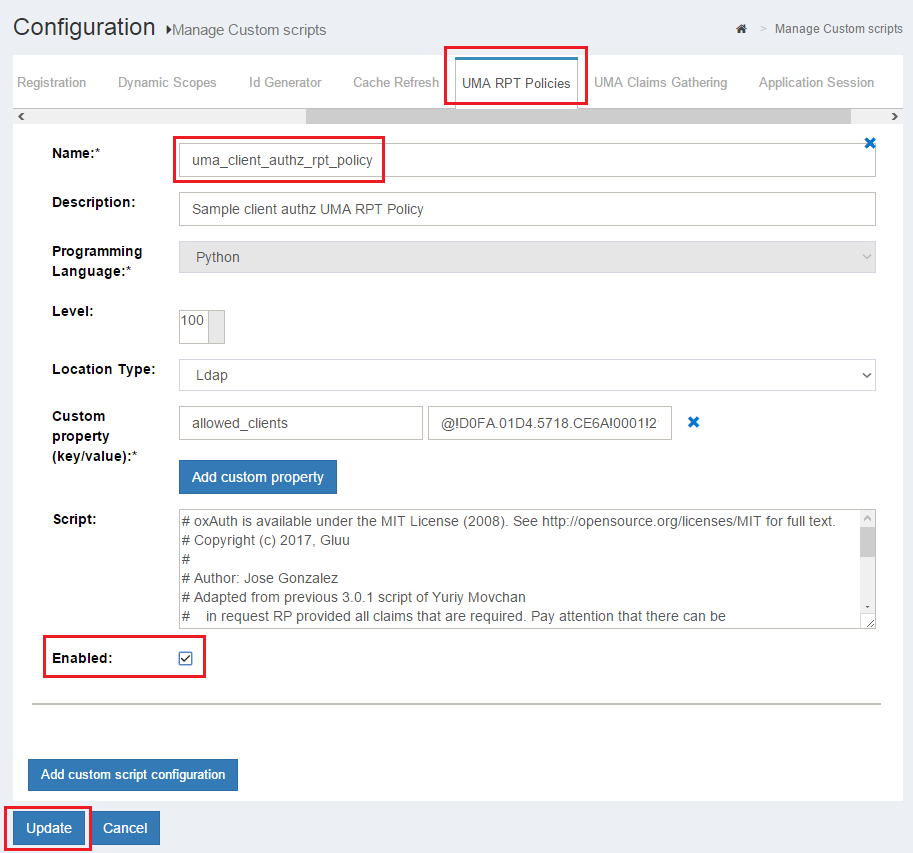 Configuration Manage Custom scripts
> Manage Custom scripts
Registration Dynamic Scopes Id Generator Cache Refresh UMA RPT Policies UMA Claims Gathering Application Session
Name:* uma_client_authz_rpt_policy
Description: Sample client authz UMA RPT Policy
Programming
Language:* Python
Level: 100
Location Type: Ldap
Custom
property
(key/value):* allowed_clients @!D0FA.01D4.5718.CE6A!0001!2
Add custom property
Script: # oxAuth is available under the MIT License (2008). See http://opensource.org/licenses/MIT for full text.
# Copyright (c) 2017, Gluu
#
# Author: Jose Gonzalez
# Adapted from previous 3.0.1 script of Yuriy Movchan
# in request RP provided all claims that are required. Pay attention that there can be
Enabled:
Add custom script configuration
Update Cancel